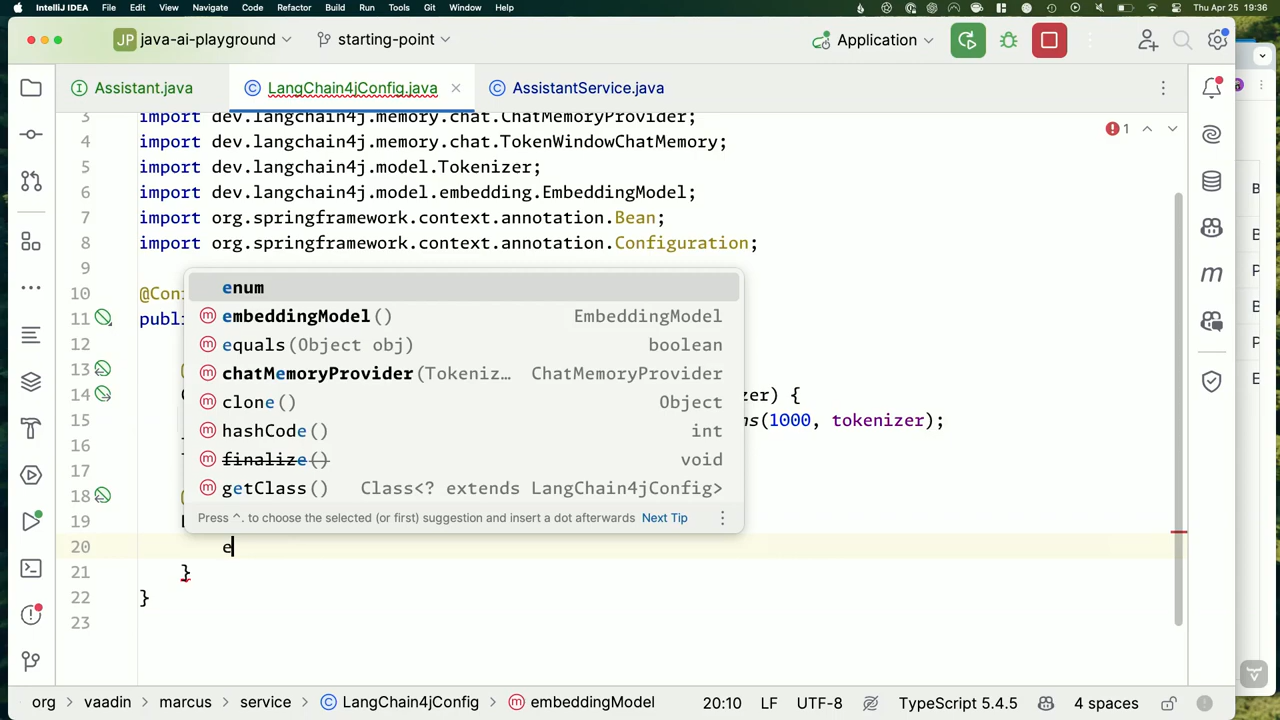 IntelliJ IDEA File Edit View Navigate Code Refactor Build Run Tools Git Window Help Thu Apr 25 19:36
JP java-ai-playground starting-point Application
Assistant.java LangChain4jConfig.java AssistantService.java
3 import dev.langchain4j.memory.chat.ChatMemoryProvider;
4 import dev.langchain4j.memory.chat.TokenWindowChatMemory;
5 import dev.langchain4j.model.Tokenizer;
6 import dev.langchain4j.model.embedding.EmbeddingModel;
7 import org.springframework.context.annotation.Bean;
8 import org.springframework.context.annotation.Configuration;
9
10 @Con
11 publi
12
13
14 zer) {
15 ns(1000, tokenizer);
16
17
18
19
20 e
21 }
22 }
23
1
enum
embeddingModel() EmbeddingModel
equals(Object obj) boolean
chatMemoryProvider(Tokeniz… ChatMemoryProvider
clone() Object
hashCode() int
finalize() void
getClass() Class<? extends LangChain4jConfig>
Press ^. to choose the selected (or first) suggestion and insert a dot afterwards Next Tip
org vaadin marcus service LangChain4jConfig embeddingModel 20:10 LF UTF-8 TypeScript 5.4.5 4 spaces